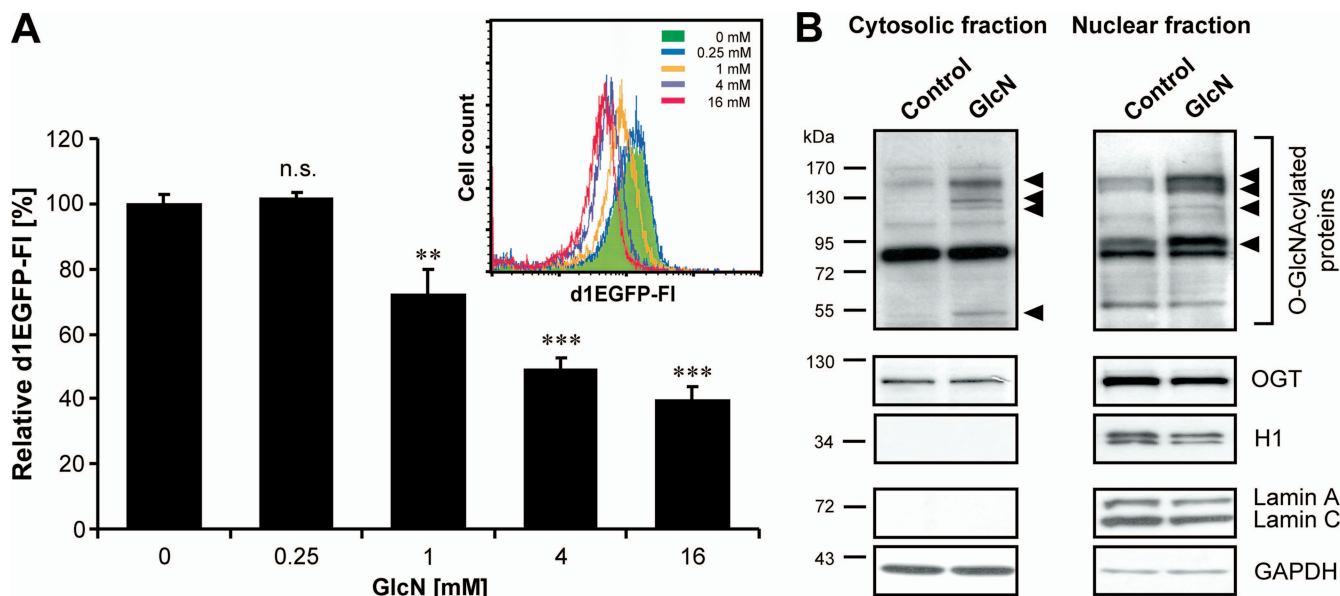 A
Relative d1EGFP-FI [%]
120
100
80
60
40
20
0
n.s.
**
***
***
0 0.25 1 4 16
GlcN [mM]
Cell count
d1EGFP-FI
0 mM
0.25 mM
1 mM
4 mM
16 mM
B
Cytosolic fraction Nuclear fraction
Control GlcN Control GlcN
kDa
170
130
95
72
55
O-GlcNAcylated
proteins
130
OGT
34
H1
72
Lamin A
Lamin C
43
GAPDH